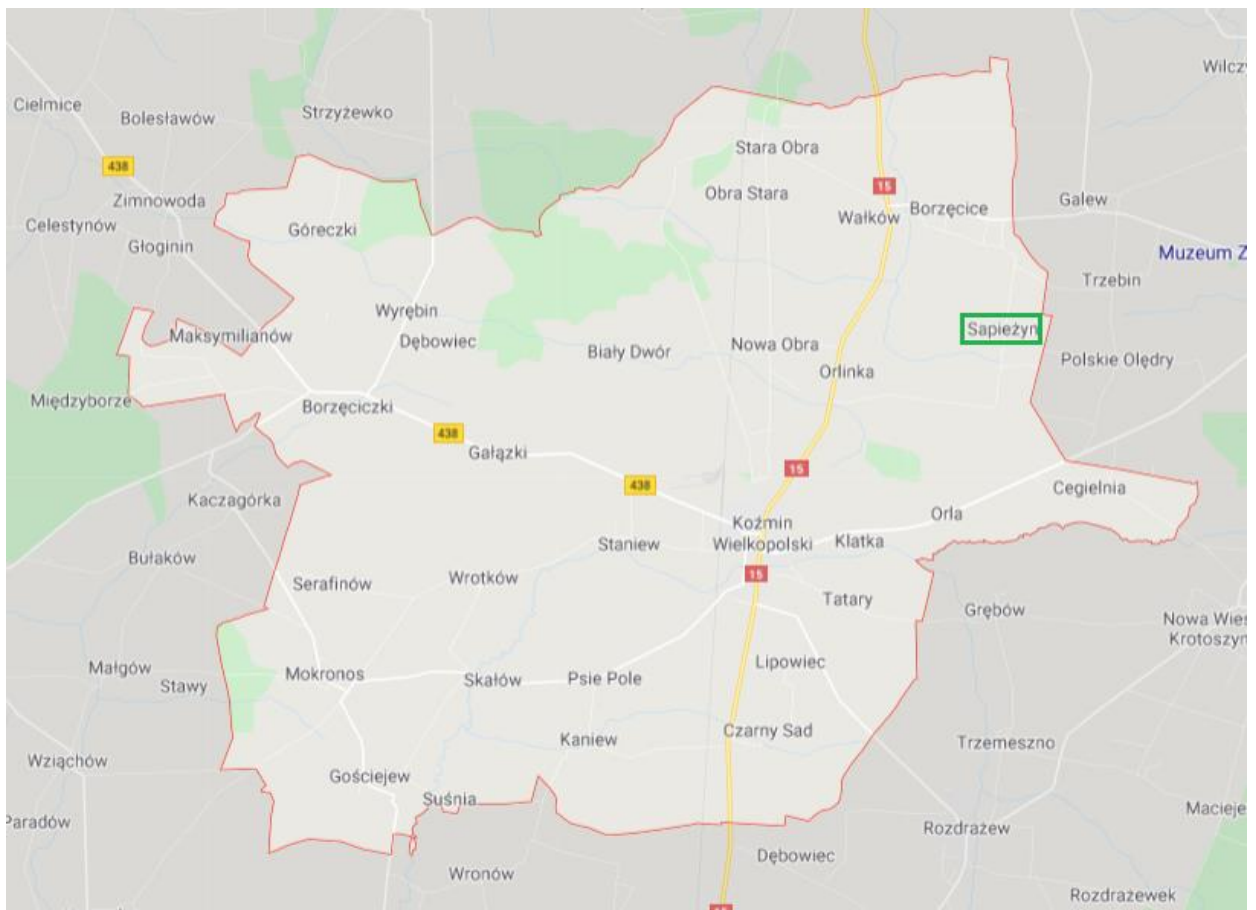 Wilczy
Cielmice
Bolesławów
Strzyżewko
438
Stara Obra
15
Obra Stara
Zimnowoda
Galew
Borzęcice
Wałków
Celestynów
Góreczki
Głoginin
Muzeum Z
Trzebin
Wyrębin
Sapieżyn
Maksymilianów
Dębowiec
Nowa Obra
Biały Dwór
Polskie Olędry
Orlinka
Międzyborze
Borzęciczki
438
Gałązki
15
438
Cegielnia
Kaczagórka
Orla
Koźmin
Wielkopolski
Klatka
Staniew
Bułaków
15
Wrotków
Serafinów
Tatary
Grębów
Nowa Wieś
Krotoszyn
Lipowiec
Małgów
Mokronos
Skałów
Psie Pole
Stawy
Czarny Sad
Kaniew
Trzemeszno
Wziąchów
Gościejew
Suśnia
Macieje
Paradów
Rozdrażew
Dębowiec
Wronów
Rozdrażewek
15